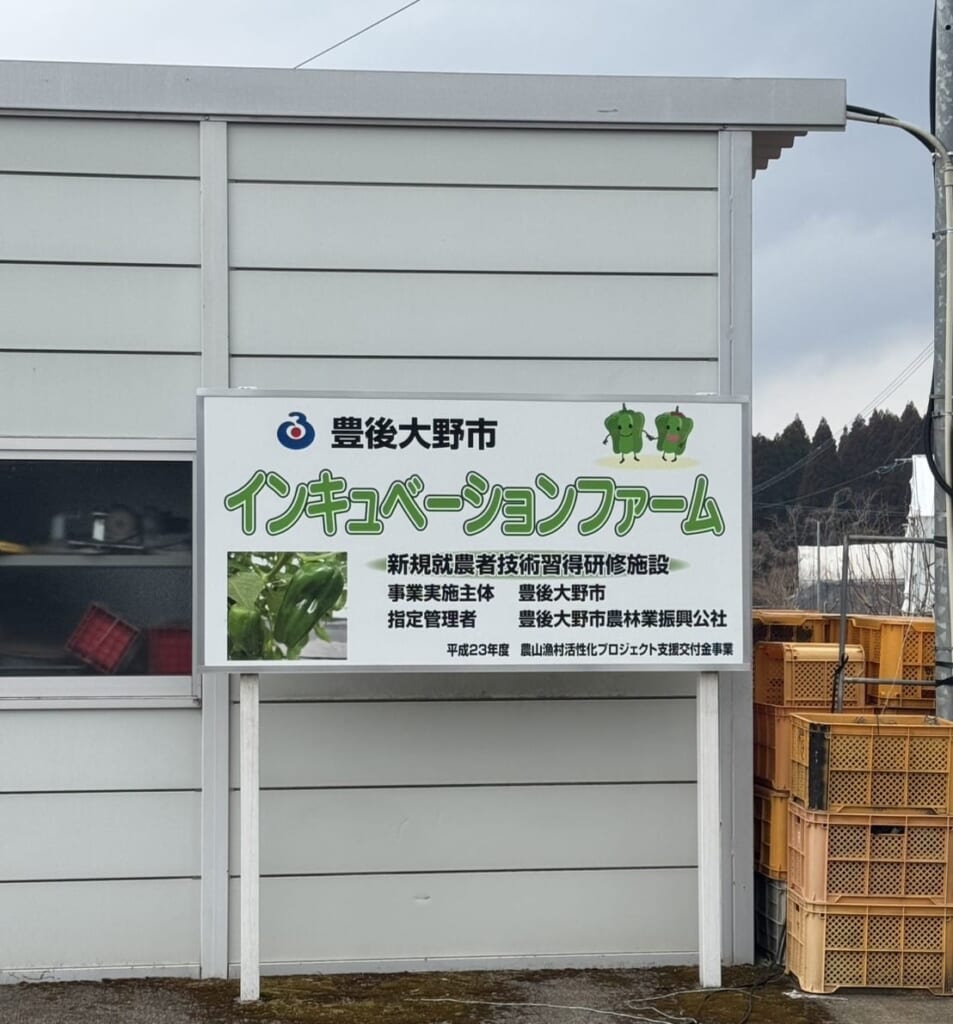 豊後大野市
インキュベーションファーム
新規就農者技術習得研修施設
事業実施主体 豊後大野市
指定管理者 豊後大野市農林業振興公社
平成23年度 農山漁村活性化プロジェクト支援交付金事業